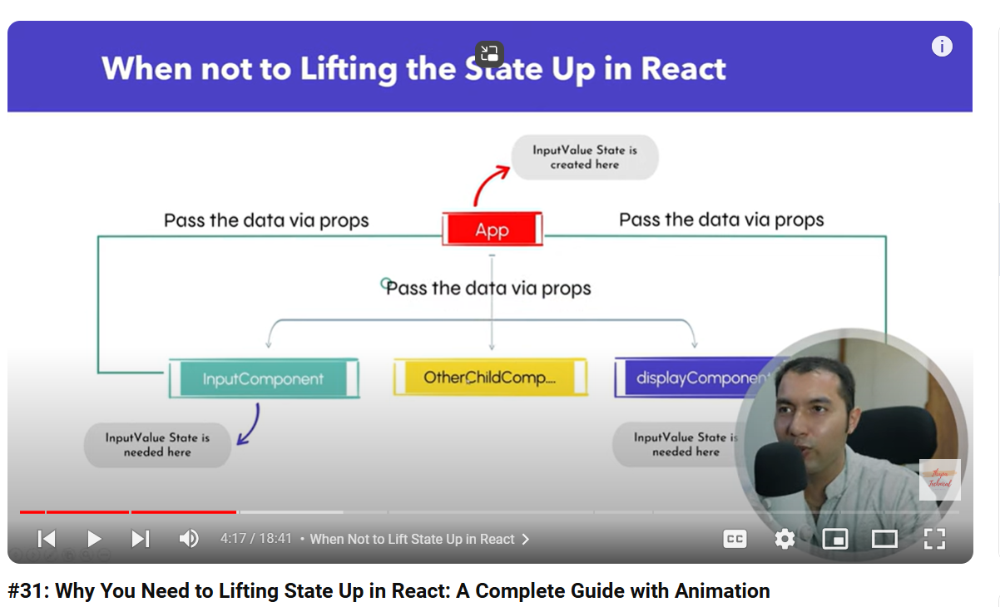 When not to Lifting the State Up in React
InputValue State is
created here
Pass the data via props
App
Pass the data via props
Pass the data via props
InputComponent
OtherChildComp....
displayComponent
InputValue State is
needed here
InputValue State is
needed here
Thapa
Technical
4:17 / 18:41 • When Not to Lift State Up in React
CC
#31: Why You Need to Lifting State Up in React: A Complete Guide with Animation